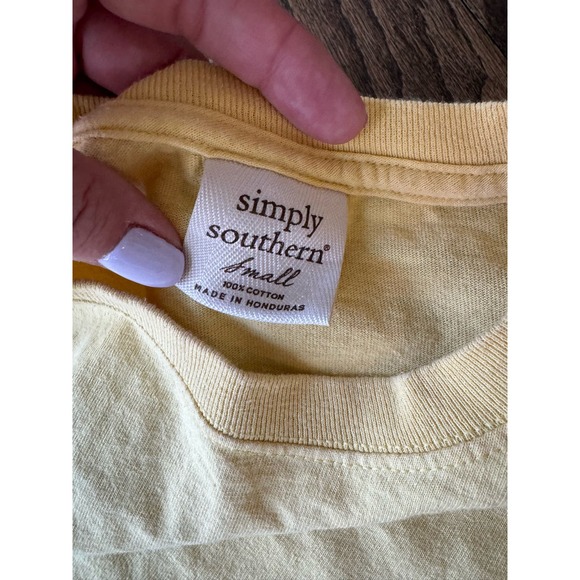 simply
southern®
Small
100% COTTON
MADE IN HONDURAS